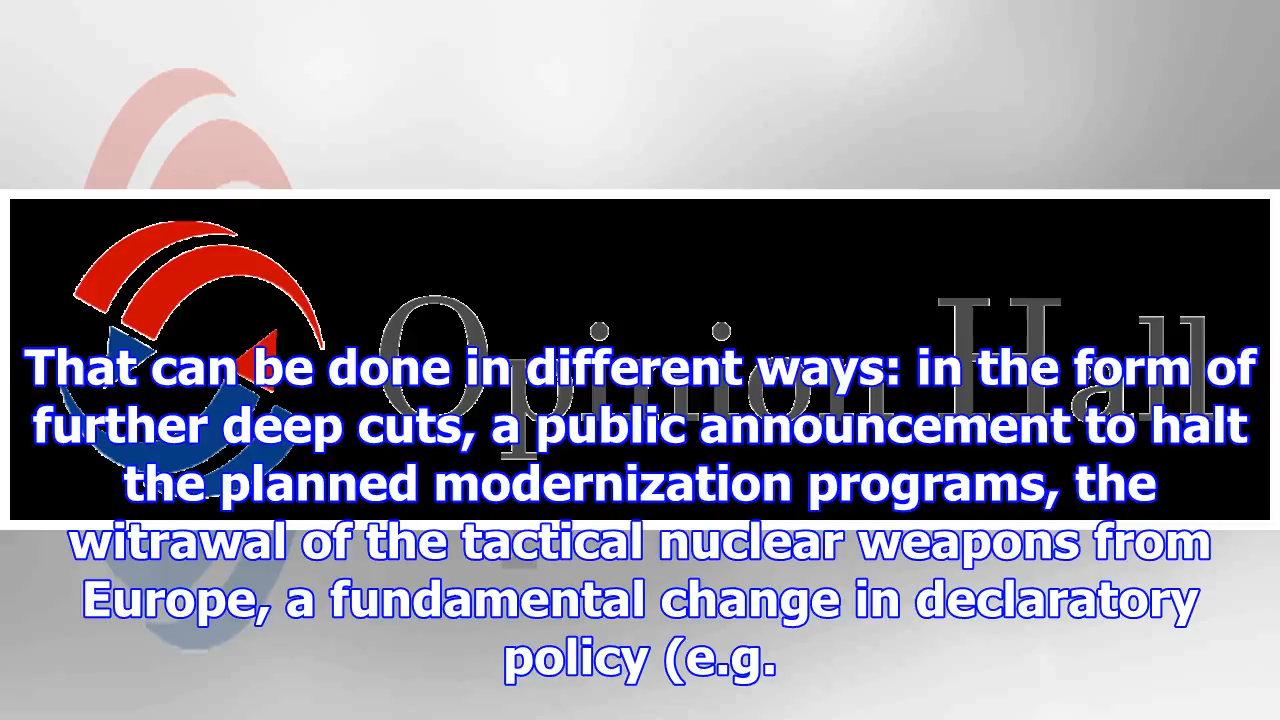 Opinion Hall
That can be done in different ways: in the form of
further deep cuts, a public announcement to halt
the planned modernization programs, the
witrawal of the tactical nuclear weapons from
Europe, a fundamental change in declaratory
policy (e.g.